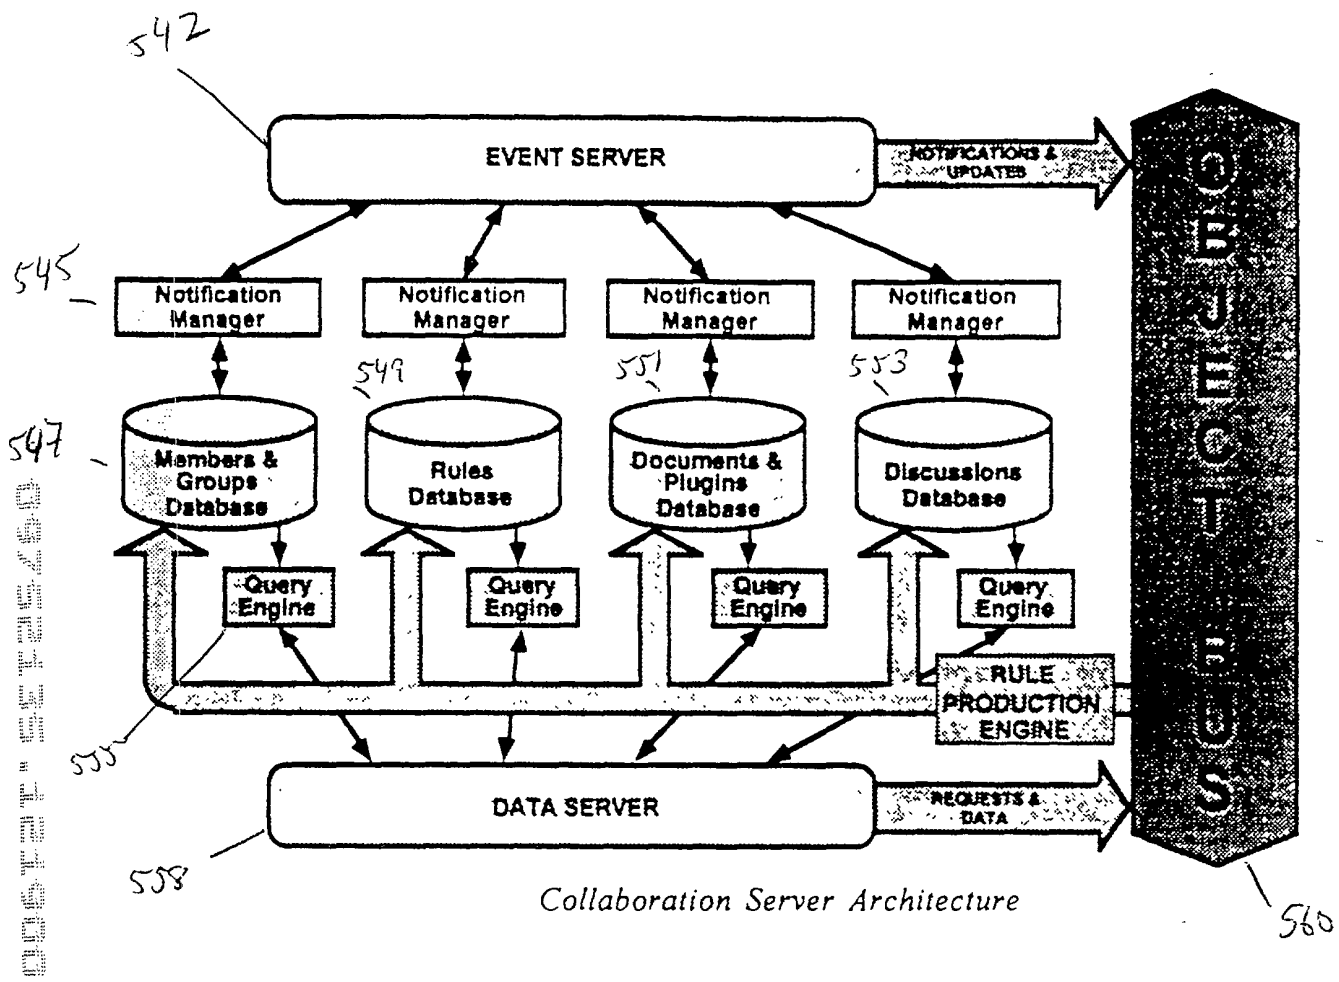 542
EVENT SERVER
NOTIFICATIONS &
UPDATES
OBJECT BUS
545
Notification
Manager
Notification
Manager
Notification
Manager
Notification
Manager
549
551
553
547
Members &
Groups
Database
Rules
Database
Documents &
Plugins
Database
Discussions
Database
Query
Engine
Query
Engine
Query
Engine
Query
Engine
RULE
PRODUCTION
ENGINE
555
DATA SERVER
REQUESTS &
DATA
558
Collaboration Server Architecture
560